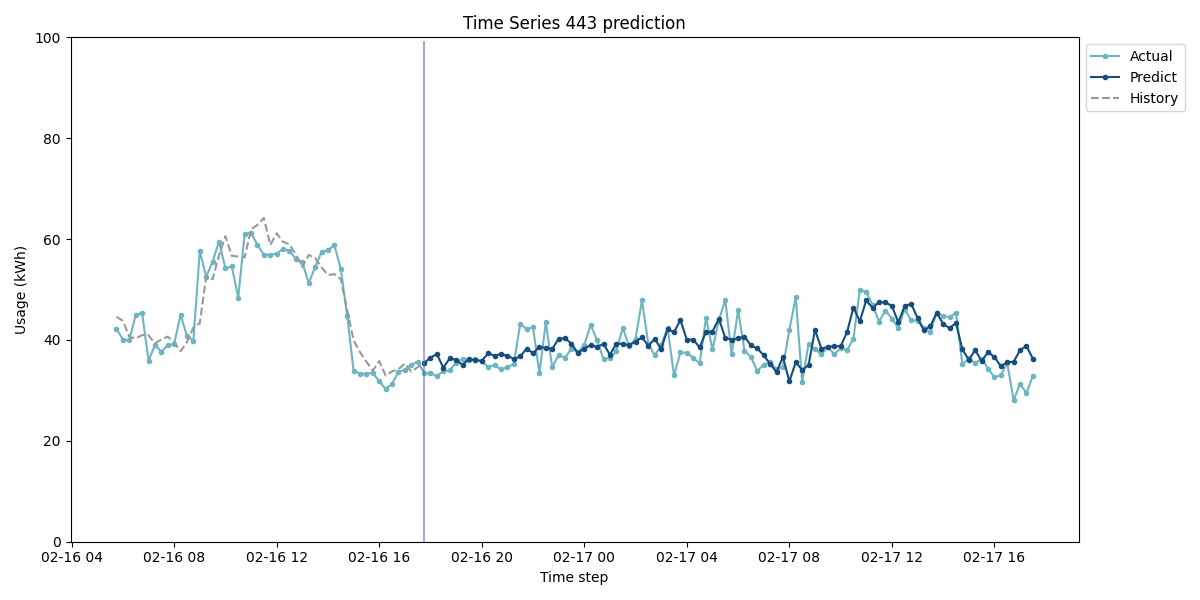 Time Series 443 prediction
100
80
60
40
20
0
Usage (kWh)
02-16 04
02-16 08
02-16 12
02-16 16
02-16 20
02-17 00
02-17 04
02-17 08
02-17 12
02-17 16
Time step
Actual
Predict
History